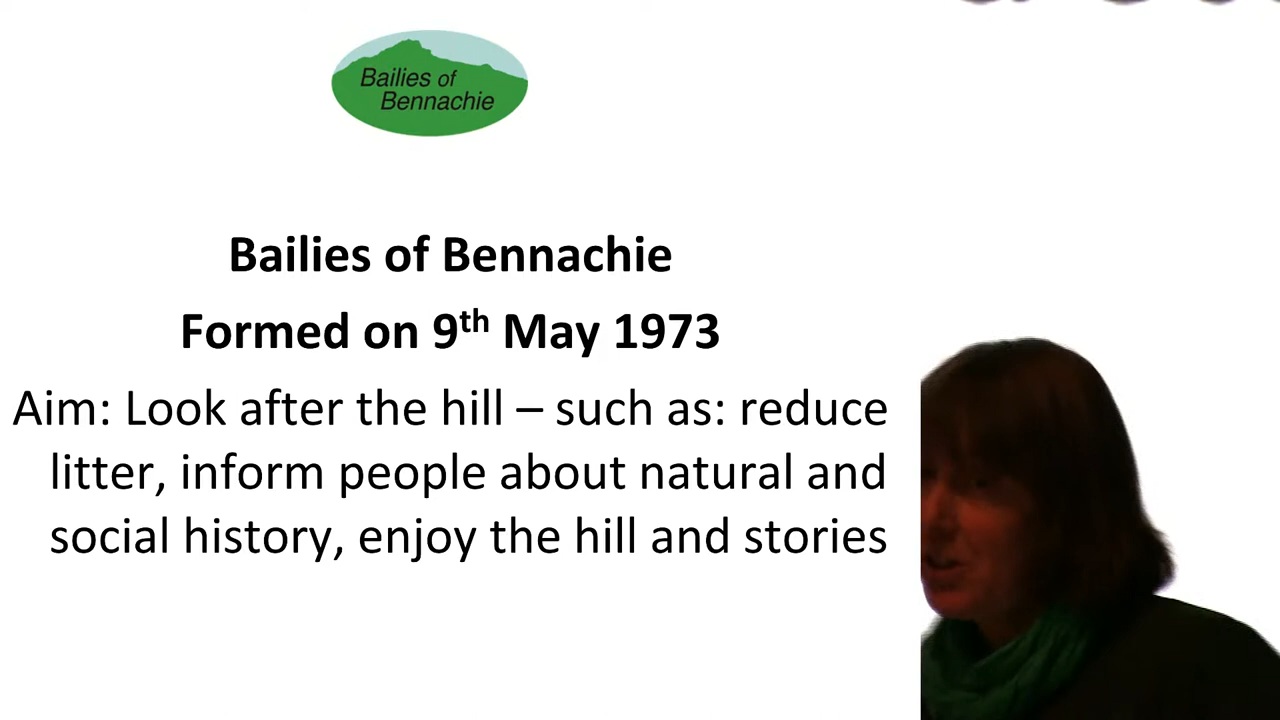 Bailies of
Bennachie
Bailies of Bennachie
Formed on 9th May 1973
Aim: Look after the hill – such as: reduce
litter, inform people about natural and
social history, enjoy the hill and stories